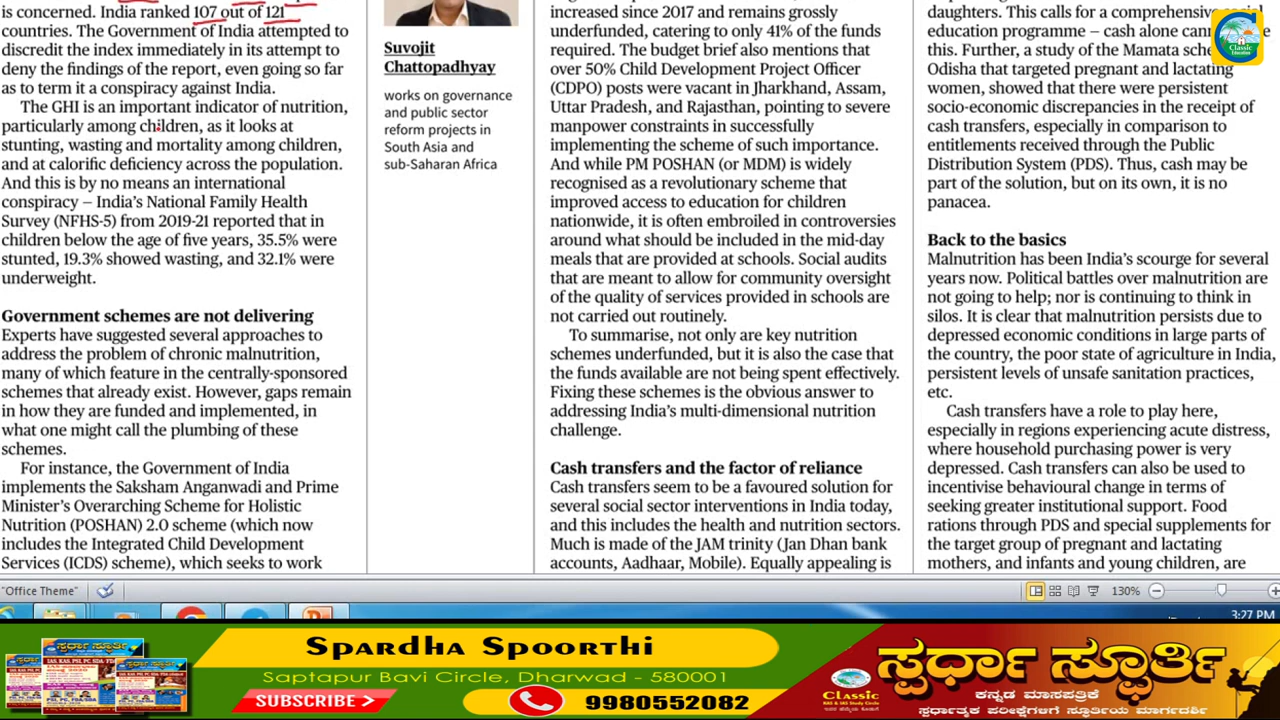 is concerned. India ranked 107 out of 121
countries. The Government of India attempted to
discredit the index immediately in its attempt to
deny the findings of the report, even going so far
as to term it a conspiracy against India.
The GHI is an important indicator of nutrition,
particularly among children, as it looks at
stunting, wasting and mortality among children,
and at calorific deficiency across the population.
And this is by no means an international
conspiracy – India's National Family Health
Survey (NFHS-5) from 2019-21 reported that in
children below the age of five years, 35.5% were
stunted, 19.3% showed wasting, and 32.1% were
underweight.
Government schemes are not delivering
Experts have suggested several approaches to
address the problem of chronic malnutrition,
many of which feature in the centrally-sponsored
schemes that already exist. However, gaps remain
in how they are funded and implemented, in
what one might call the plumbing of these
schemes.
For instance, the Government of India
implements the Saksham Anganwadi and Prime
Minister's Overarching Scheme for Holistic
Nutrition (POSHAN) 2.0 scheme (which now
includes the Integrated Child Development
Services (ICDS) scheme), which seeks to work
Suvojit
Chattopadhyay
works on governance
and public sector
reform projects in
South Asia and
sub-Saharan Africa
increased since 2017 and remains grossly
underfunded, catering to only 41% of the funds
required. The budget brief also mentions that
over 50% Child Development Project Officer
(CDPO) posts were vacant in Jharkhand, Assam,
Uttar Pradesh, and Rajasthan, pointing to severe
manpower constraints in successfully
implementing the scheme of such importance.
And while PM POSHAN (or MDM) is widely
recognised as a revolutionary scheme that
improved access to education for children
nationwide, it is often embroiled in controversies
around what should be included in the mid-day
meals that are provided at schools. Social audits
that are meant to allow for community oversight
of the quality of services provided in schools are
not carried out routinely.
To summarise, not only are key nutrition
schemes underfunded, but it is also the case that
the funds available are not being spent effectively.
Fixing these schemes is the obvious answer to
addressing India's multi-dimensional nutrition
challenge.
Cash transfers and the factor of reliance
Cash transfers seem to be a favoured solution for
several social sector interventions in India today,
and this includes the health and nutrition sectors.
Much is made of the JAM trinity (Jan Dhan bank
accounts, Aadhaar, Mobile). Equally appealing is
daughters. This calls for a comprehensive social
education programme – cash alone
this. Further, a study of the Mamata
Odisha that targeted pregnant and lactating
women, showed that there were persistent
socio-economic discrepancies in the receipt of
cash transfers, especially in comparison to
entitlements received through the Public
Distribution System (PDS). Thus, cash may be
part of the solution, but on its own, it is no
panacea.
Back to the basics
Malnutrition has been India's scourge for several
years now. Political battles over malnutrition are
not going to help; nor is continuing to think in
silos. It is clear that malnutrition persists due to
depressed economic conditions in large parts of
the country, the poor state of agriculture in India,
persistent levels of unsafe sanitation practices,
etc.
Cash transfers have a role to play here,
especially in regions experiencing acute distress,
where household purchasing power is very
depressed. Cash transfers can also be used to
incentivise behavioural change in terms of
seeking greater institutional support. Food
rations through PDS and special supplements for
the target group of pregnant and lactating
mothers, and infants and young children, are
Classic
Education
"Office Theme"
130%
3:27 PM
Spardha Spoorthi
Saptapur Bavi Circle, Dharwad - 580001
SUBSCRIBE
9980552082
ಸ್ಪರ್ಧಾ ಸ್ಫೂರ್ತಿ
ಕನ್ನಡ ಮಾಸಪತ್ರಿಕೆ
ಸ್ಪರ್ಧಾತ್ಮಕ ಪರೀಕ್ಷೆಗಳಿಗೆ ಸ್ಫೂರ್ತಿಯ ಮಾರ್ಗದರ್ಶಿ
Classic
KAS & IAS Study Circle